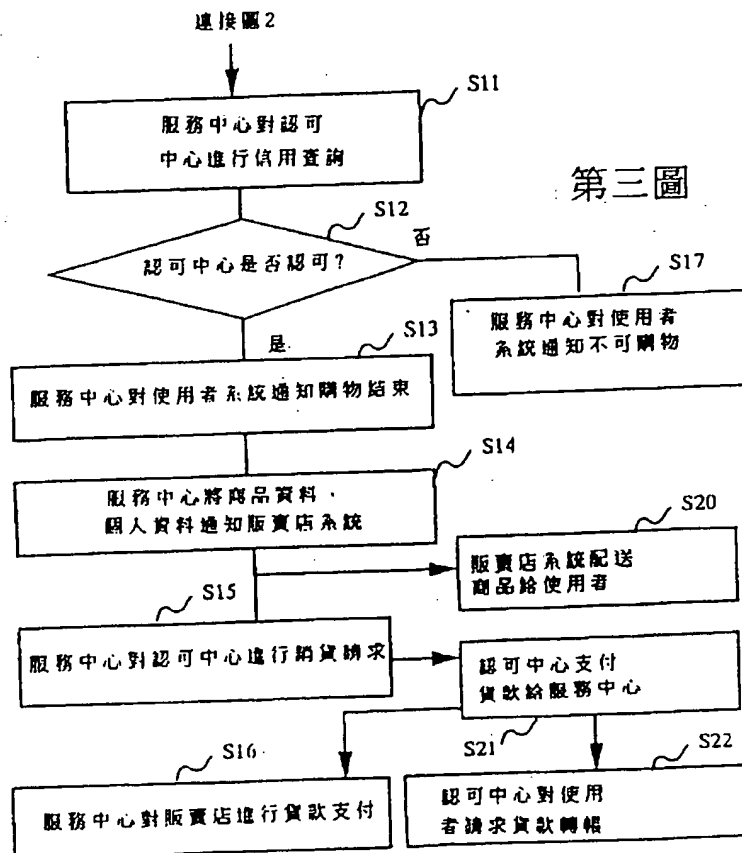 連接圖2
S11
服務中心對認可
中心進行信用查詢
第三圖
S12
否
認可中心是否認可?
S17
服務中心對使用者
系統通知不可購物
是
S13
服務中心對使用者系統通知購物結束
S14
服務中心將商品資料、
個人資料通知販賣店系統
S20
販賣店系統配送
商品給使用者
S15
服務中心對認可中心進行銷貨請求
認可中心支付
貨款給服務中心
S21
S16
服務中心對販賣店進行貨款支付
S22
認可中心對使用
者請求貨款轉帳